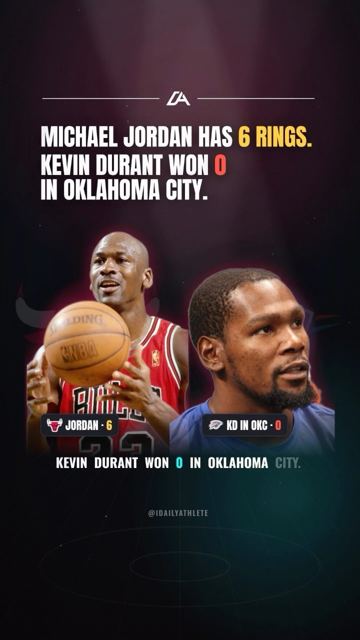 MICHAEL JORDAN HAS 6 RINGS.
KEVIN DURANT WON 0
IN OKLAHOMA CITY.
SPALDING
NBA
BULLS
JORDAN · 6
KD IN OKC · 0
KEVIN DURANT WON 0 IN OKLAHOMA CITY.
@IDAILYATHLETE